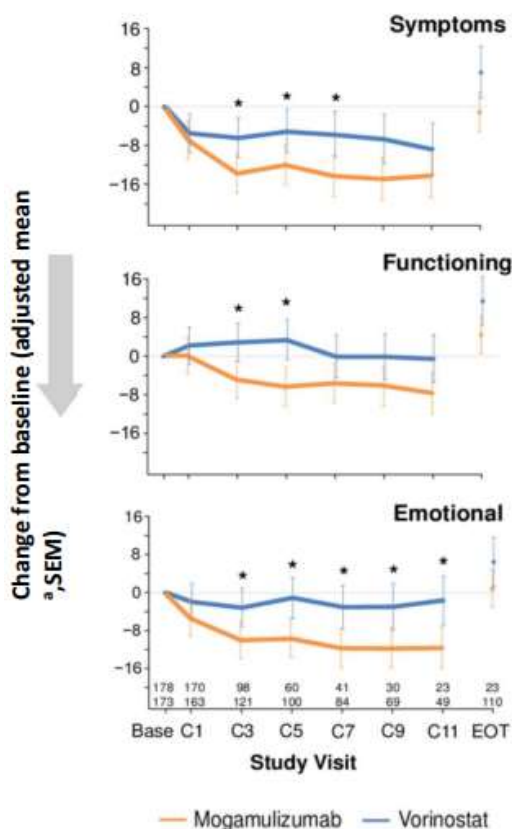 Symptoms
16
8
0
−8
−16
Functioning
16
8
0
−8
−16
Emotional
16
8
0
−8
−16
★ ★ ★
★ ★
★ ★ ★ ★ ★
Change from baseline (adjusted mean
ᵃ,SEM)
178 170 98 60 41 30 23 23
173 163 121 100 84 69 49 110
Base C1 C3 C5 C7 C9 C11 EOT
Study Visit
Mogamulizumab Vorinostat